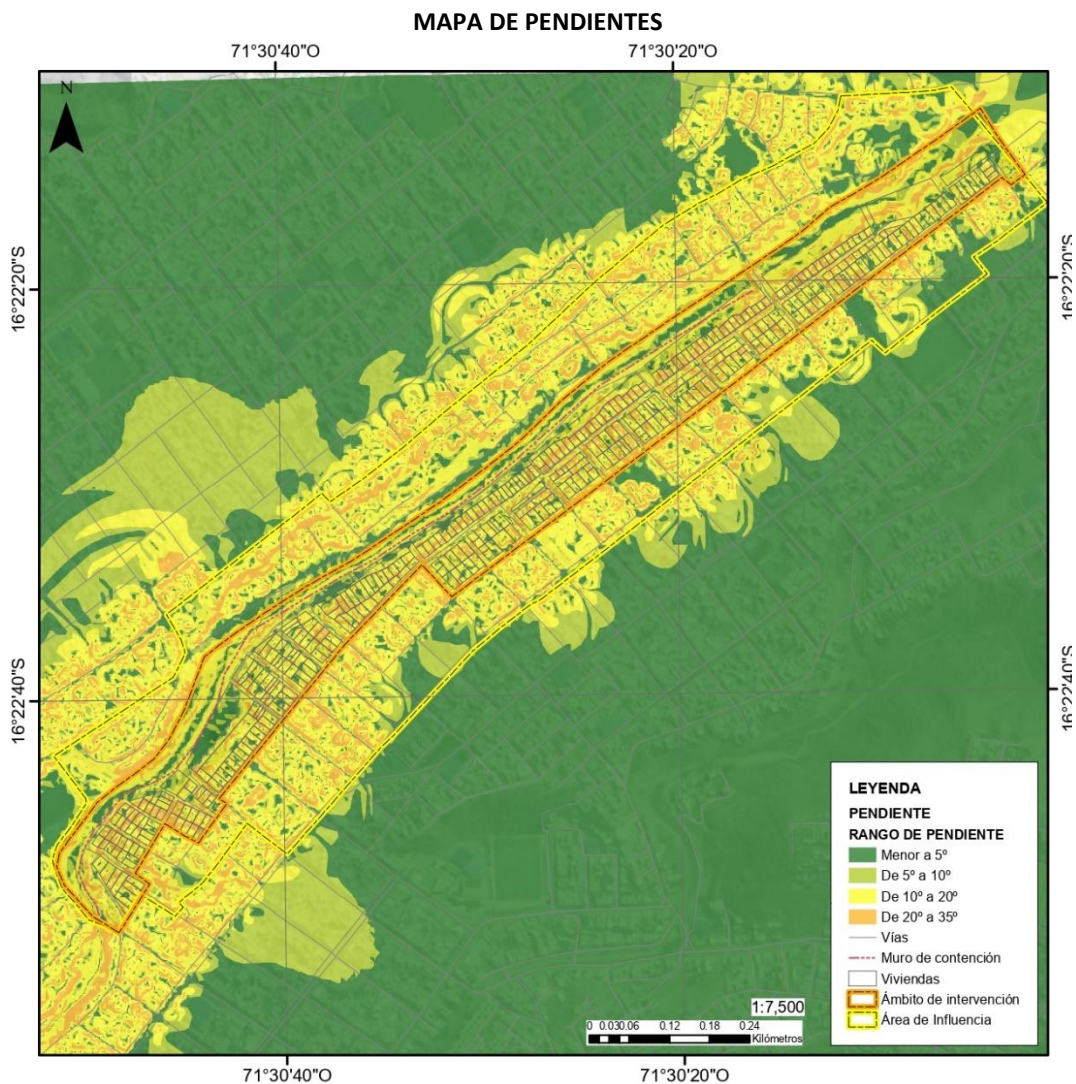 MAPA DE PENDIENTES
71°30'40"O
71°30'20"O
N
16°22'20"S
16°22'20"S
16°22'40"S
16°22'40"S
LEYENDA
PENDIENTE
RANGO DE PENDIENTE
Menor a 5º
De 5º a 10º
De 10º a 20º
De 20º a 35º
Vías
Muro de contención
Viviendas
Ámbito de intervención
Área de Influencia
1:7,500
0 0.03 0.06 0.12 0.18 0.24
Kilómetros
71°30'40"O
71°30'20"O